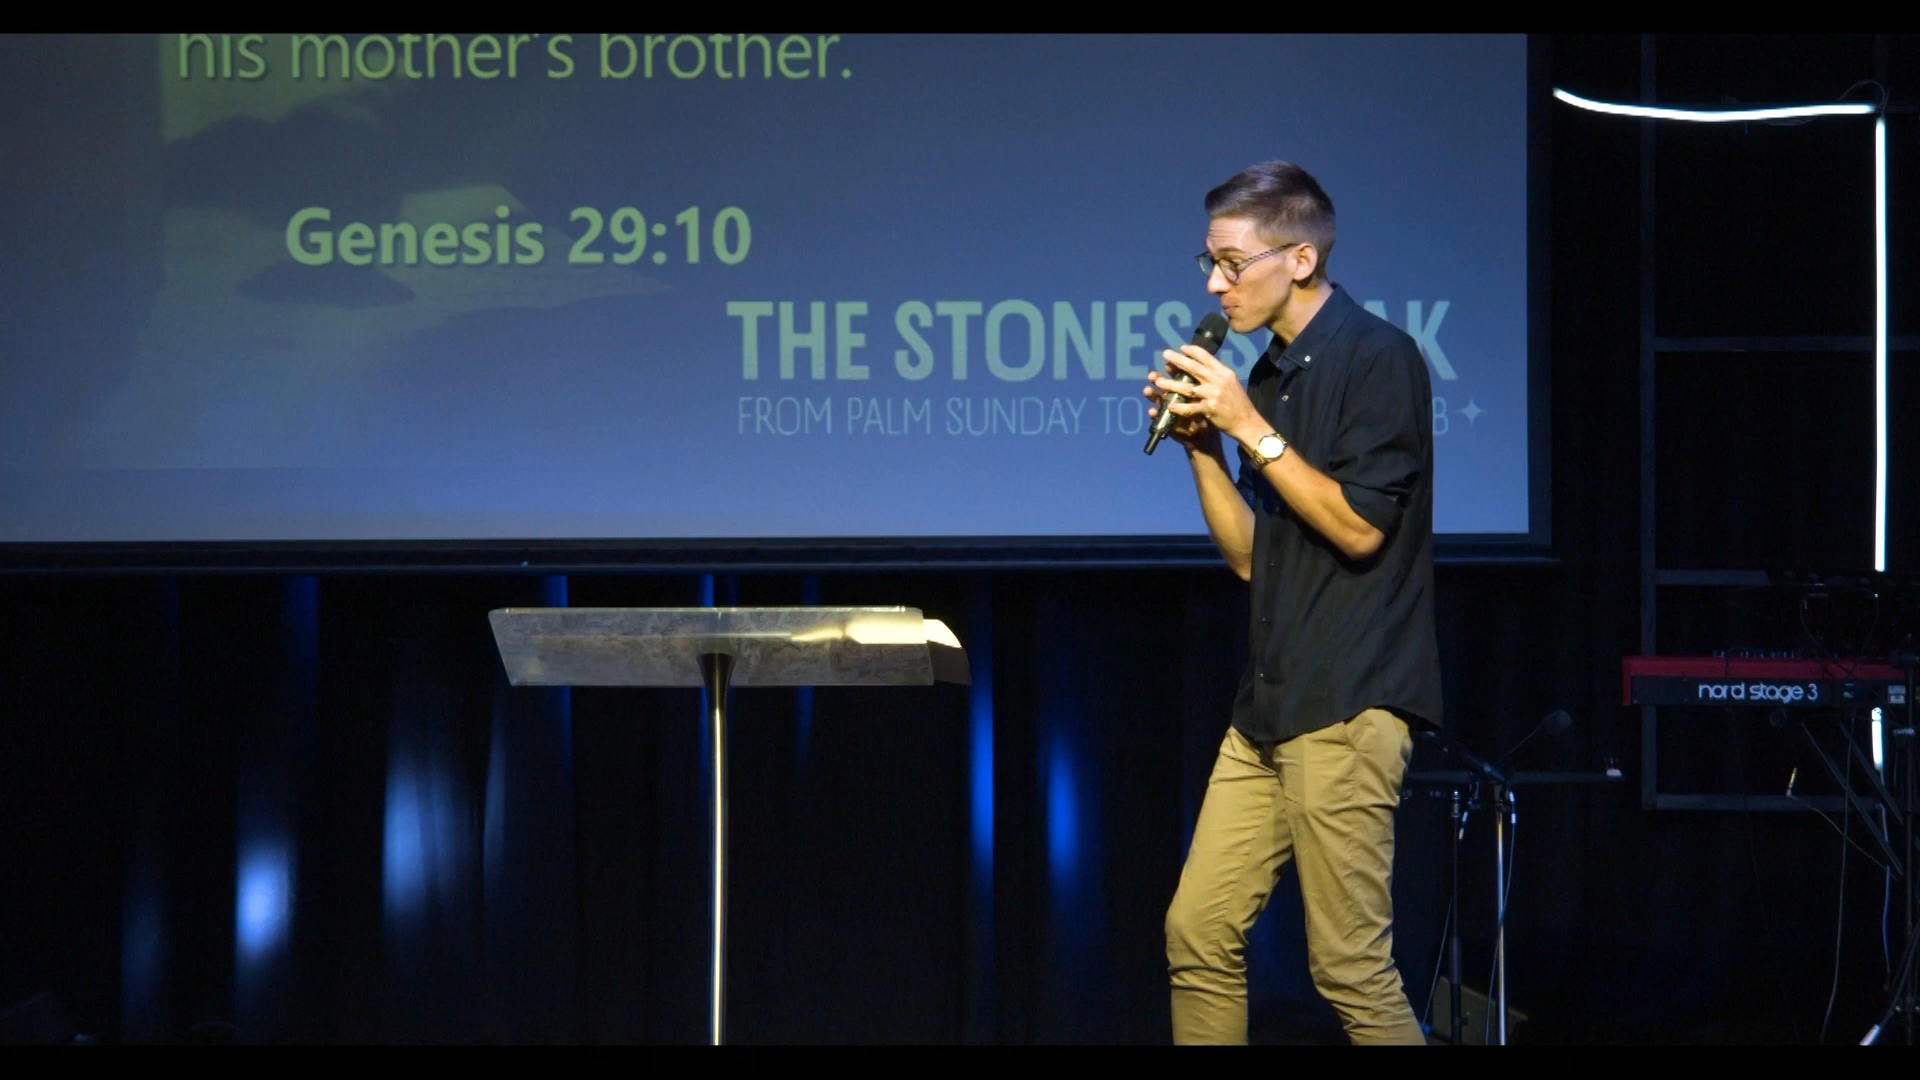 his mother's brother.
Genesis 29:10
THE STONES
FROM PALM SUNDAY TO
nord stage 3